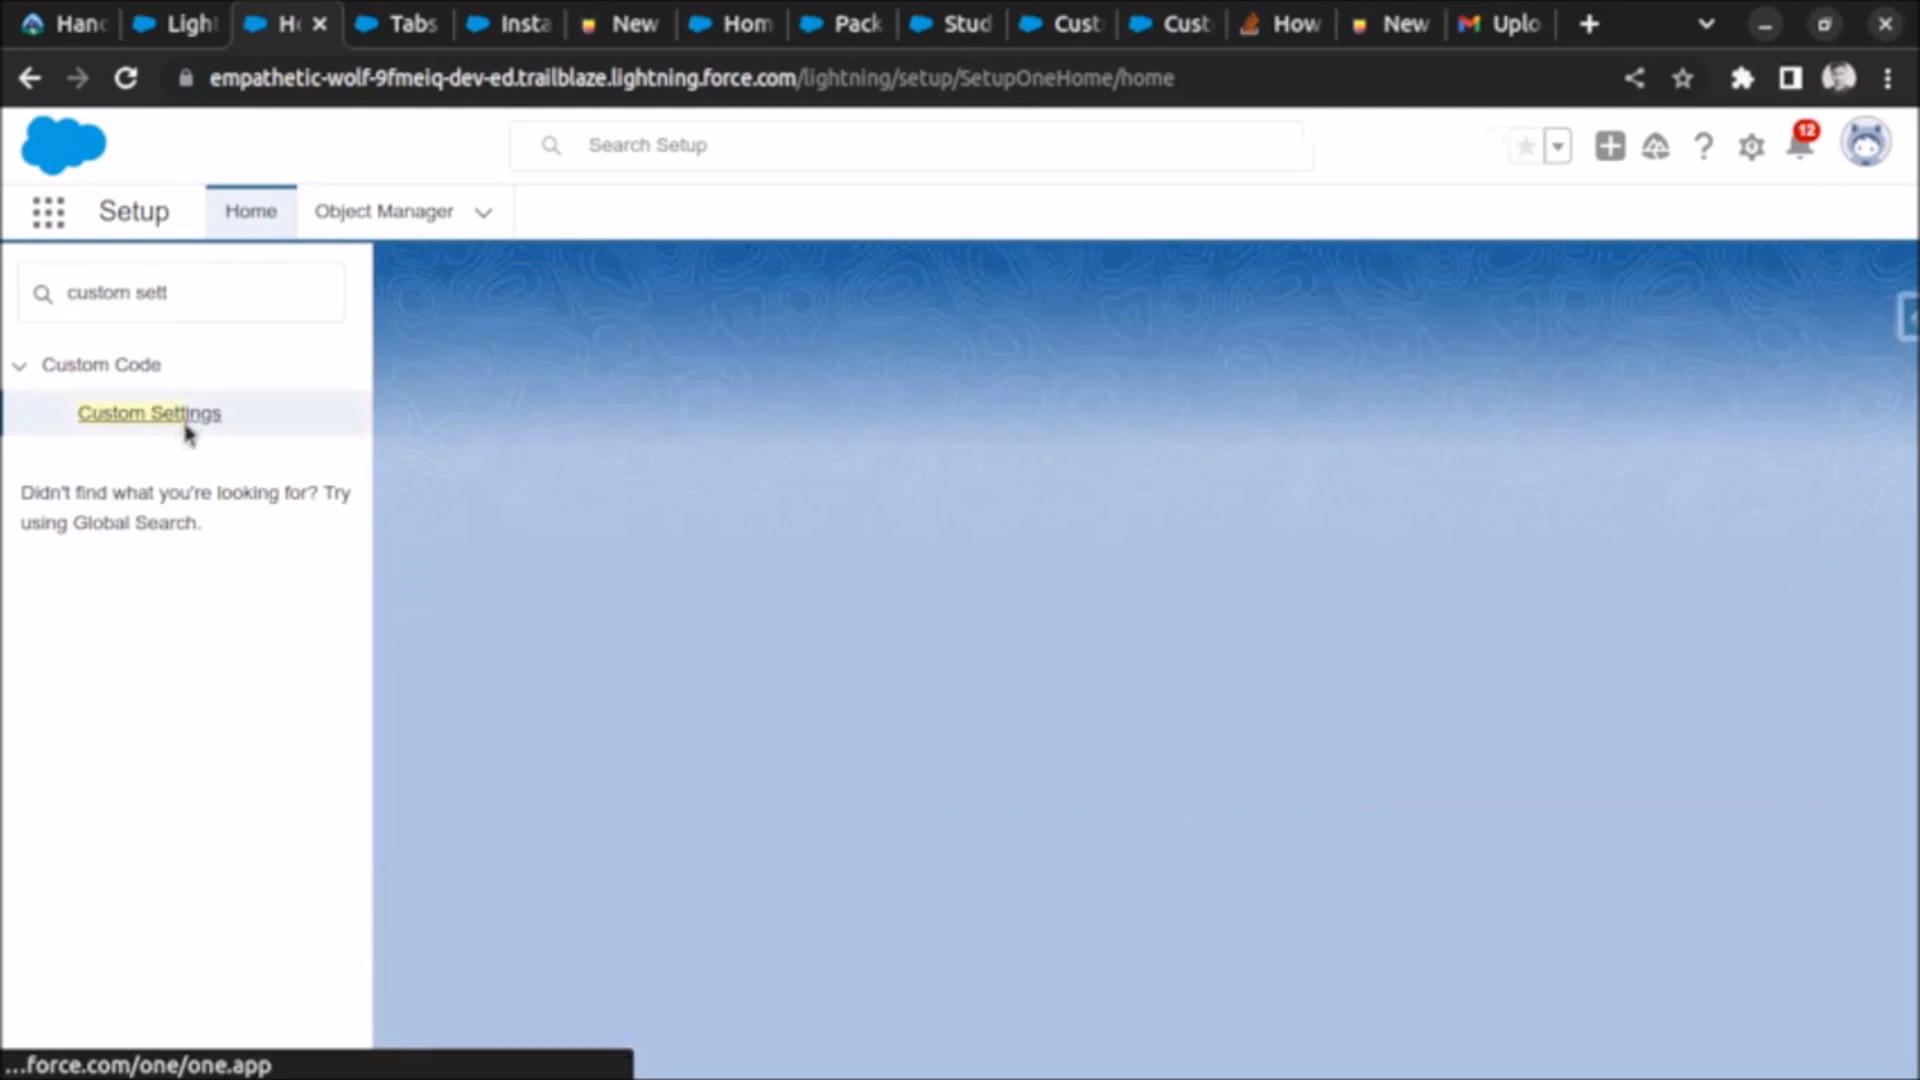 Hanc
Light
Ho
Tabs
Insta
New
Hom
Pack
Stud
Cust
Cust
How
New
Uplo
empathetic-wolf-9fmeiq-dev-ed.trailblaze.lightning.force.com/lightning/setup/SetupOneHome/home
Search Setup
12
Setup
Home
Object Manager
custom sett
Custom Code
Custom Settings
Didn't find what you're looking for? Try
using Global Search.
...force.com/one/one.app